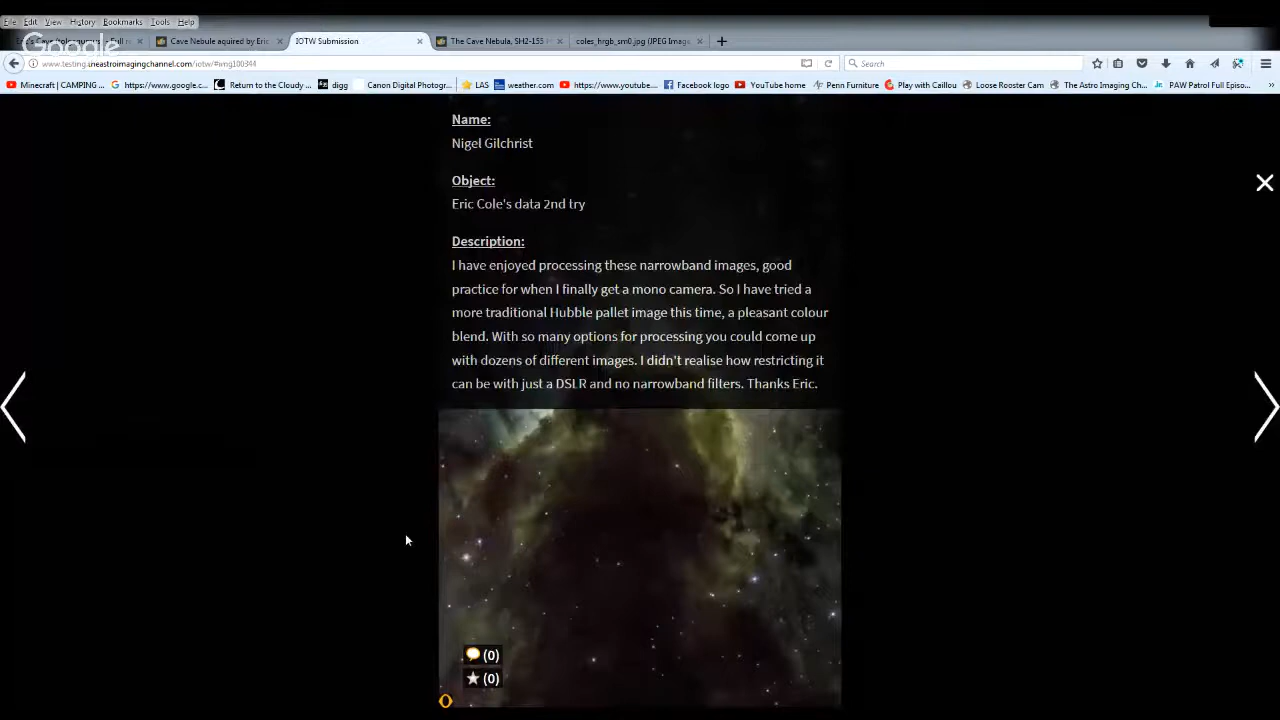 File Edit View History Bookmarks Tools Help
Google
Cave Nebule aquired by Eric
IOTW Submission
The Cave Nebula, SH2-155
coles_hrgb_sm0.jpg (JPEG Image
www.testing.theastroimagingchannel.com/iotw/#img100344
Search
Minecraft | CAMPING ... https://www.google.c... Return to the Cloudy ... digg Canon Digital Photogr... LAS weather.com https://www.youtube... Facebook logo YouTube home Penn Furniture Play with Caillou Loose Rooster Cam The Astro Imaging Ch... PAW Patrol Full Episo...
Name:
Nigel Gilchrist
Object:
Eric Cole's data 2nd try
Description:
I have enjoyed processing these narrowband images, good
practice for when I finally get a mono camera. So I have tried a
more traditional Hubble pallet image this time, a pleasant colour
blend. With so many options for processing you could come up
with dozens of different images. I didn't realise how restricting it
can be with just a DSLR and no narrowband filters. Thanks Eric.
(0)
(0)